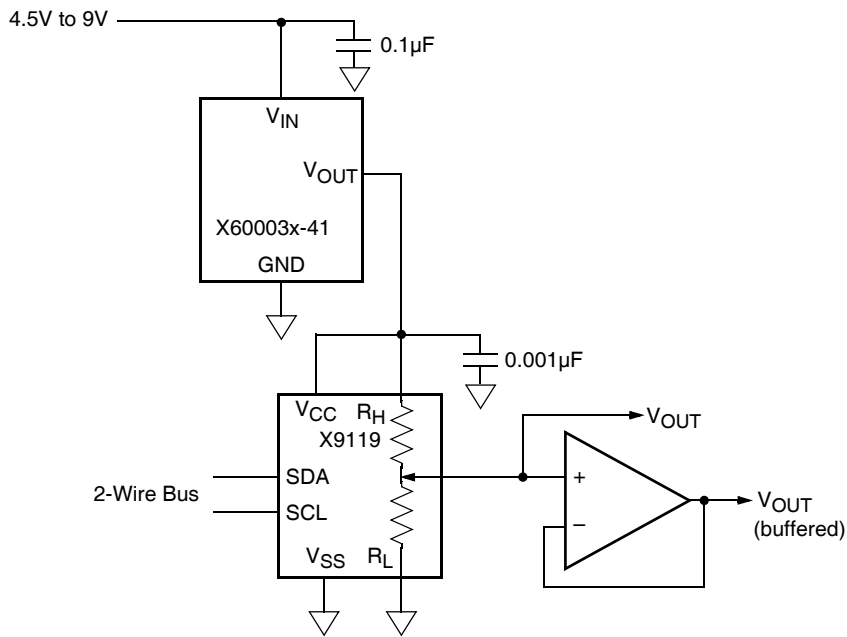 4.5V to 9V
0.1µF
VIN
VOUT
X60003x-41
GND
0.001µF
VCC
RH
X9119
VOUT
SDA
+
2-Wire Bus
VOUT
(buffered)
SCL
–
VSS
RL